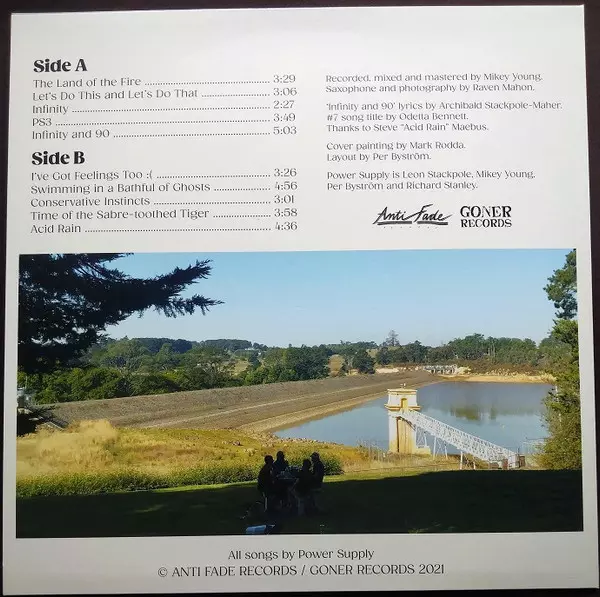 Side A
The Land of the Fire 3:29
Let's Do This and Let's Do That 3:06
Infinity 2:27
PS3 3:49
Infinity and 90 5:03
Side B
I've Got Feelings Too :( 3:26
Swimming in a Bathful of Ghosts 4:56
Conservative Instincts 3:01
Time of the Sabre-toothed Tiger 3:58
Acid Rain 4:36
Recorded, mixed and mastered by Mikey Young.
Saxophone and photography by Raven Mahon.
'Infinity and 90' lyrics by Archibald Stackpole-Maher.
#7 song title by Odetta Bennett.
Thanks to Steve "Acid Rain" Maebus.
Cover painting by Mark Rodda.
Layout by Per Byström.
Power Supply is Leon Stackpole, Mikey Young,
Per Byström and Richard Stanley.
Anti Fade
RECORDS
GONER
RECORDS
All songs by Power Supply
© ANTI FADE RECORDS / GONER RECORDS 2021